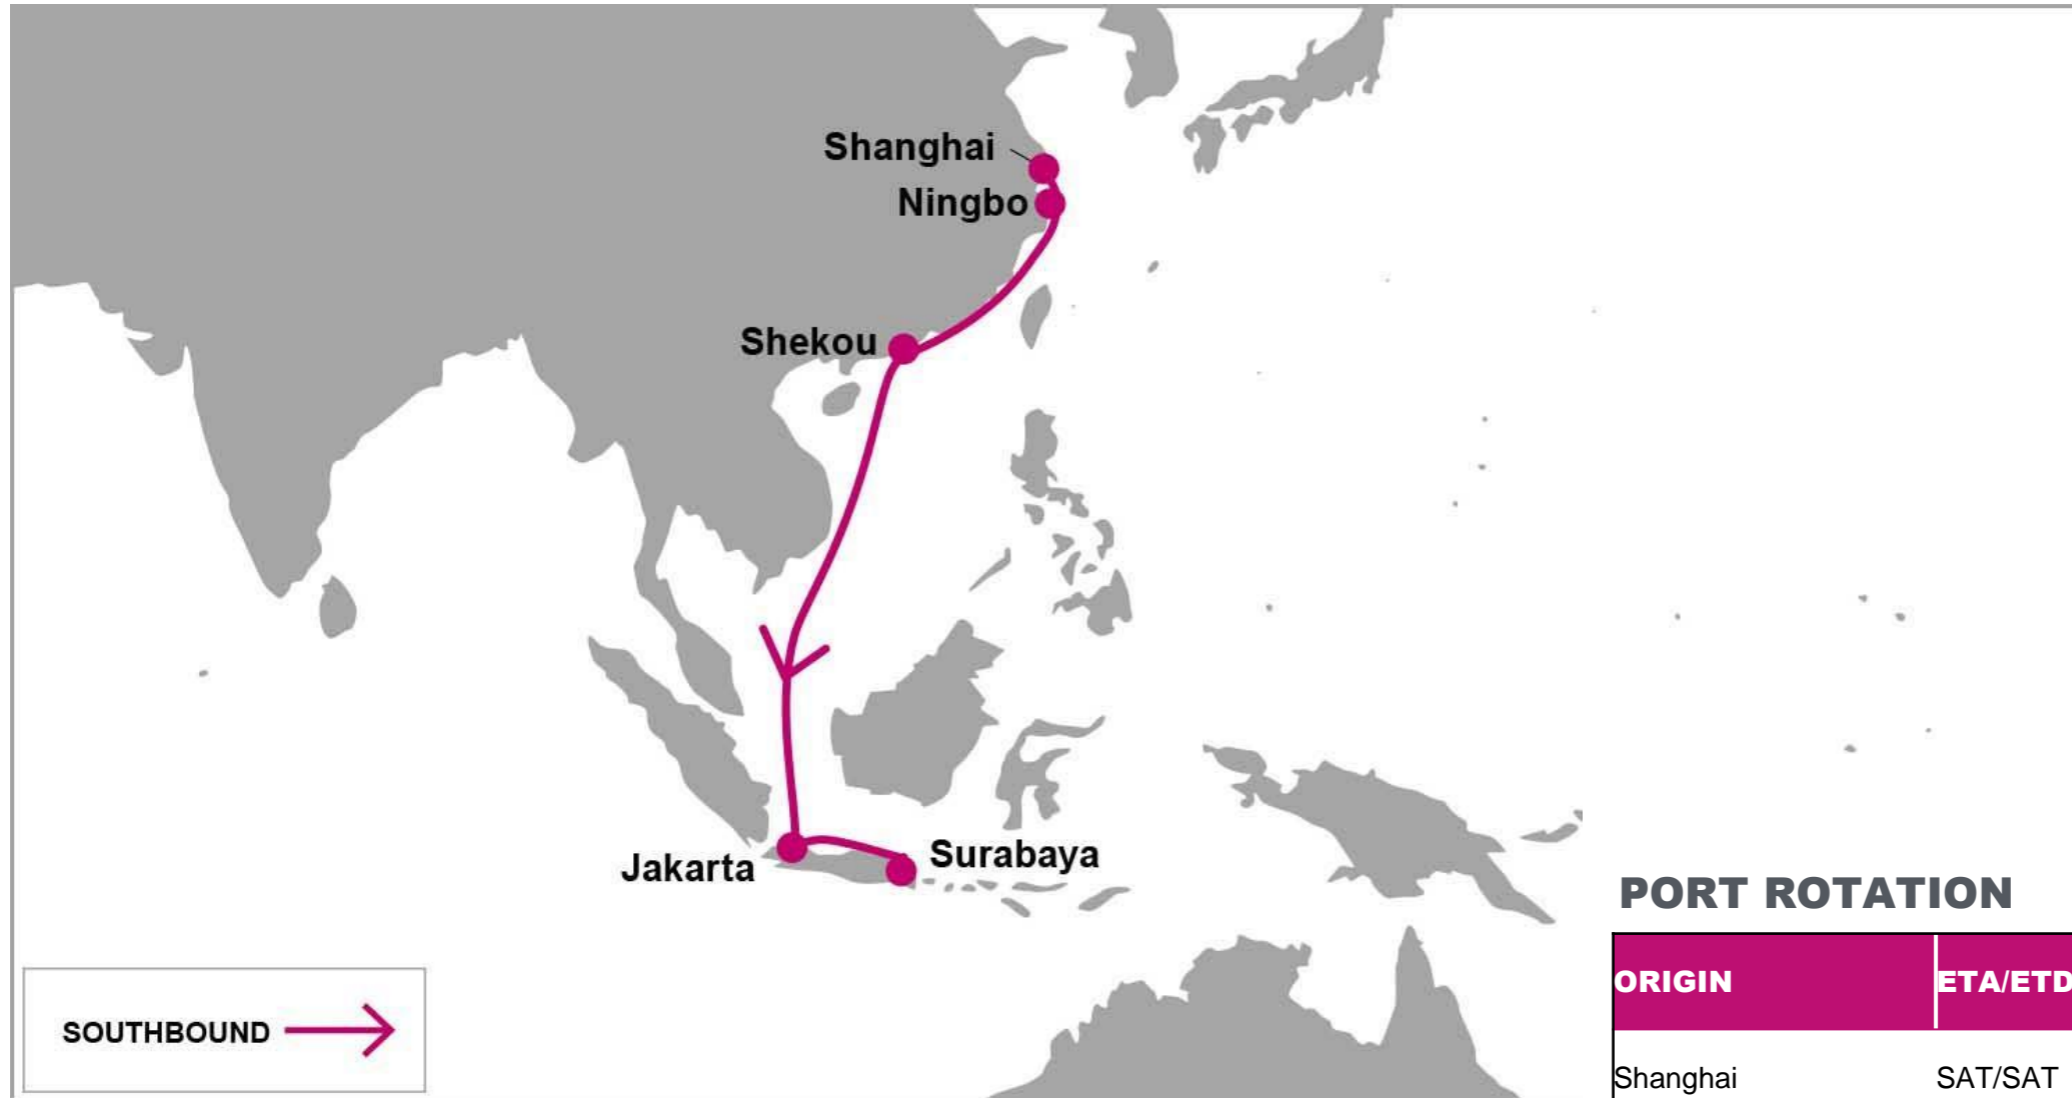 Shanghai
Ningbo
Shekou
Jakarta
Surabaya
SOUTHBOUND
PORT ROTATION
ORIGIN ETA/ETD
Shanghai SAT/SAT